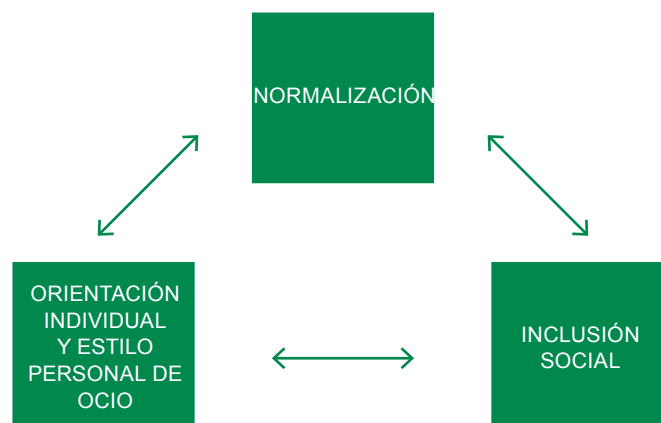 NORMALIZACIÓN
ORIENTACIÓN
INDIVIDUAL
Y ESTILO
PERSONAL DE
OCIO
INCLUSIÓN
SOCIAL